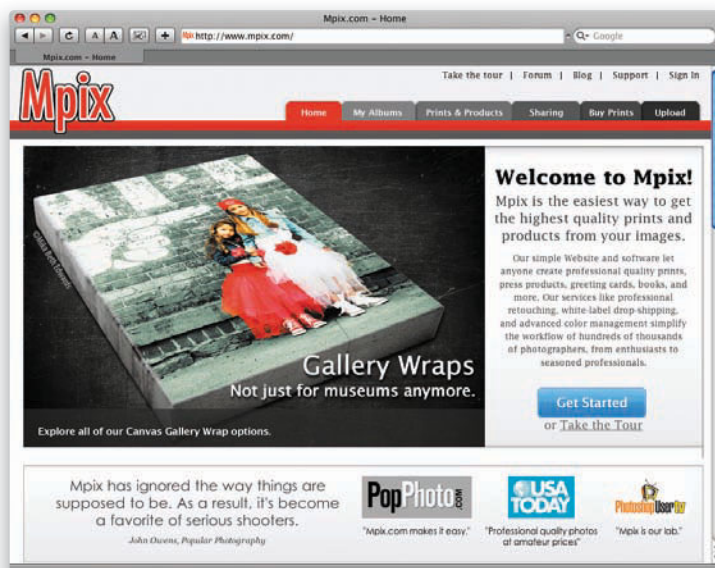 Mpix.com – Home
A A
Mpix http://www.mpix.com/
Google
Mpix.com – Home
Take the tour | Forum | Blog | Support | Sign In
Mpix
Home My Albums Prints & Products Sharing Buy Prints Upload
Gallery Wraps
Not just for museums anymore.
Explore all of our Canvas Gallery Wrap options.
Welcome to Mpix!
Mpix is the easiest way to get
the highest quality prints and
products from your images.
Our simple Website and software let
anyone create professional quality prints,
press products, greeting cards, books, and
more. Our services like professional
retouching, white-label drop-shipping,
and advanced color management simplify
the workflow of hundreds of thousands
of photographers, from enthusiasts to
seasoned professionals.
Get Started
or Take the Tour
Mpix has ignored the way things are
supposed to be. As a result, it's become
a favorite of serious shooters.
John Owens, Popular Photography
PopPhoto.COM
"Mpix.com makes it easy."
USA
TODAY
"Professional quality photos
at amateur prices"
PhotoshopUser tv
"Mpix is our lab."